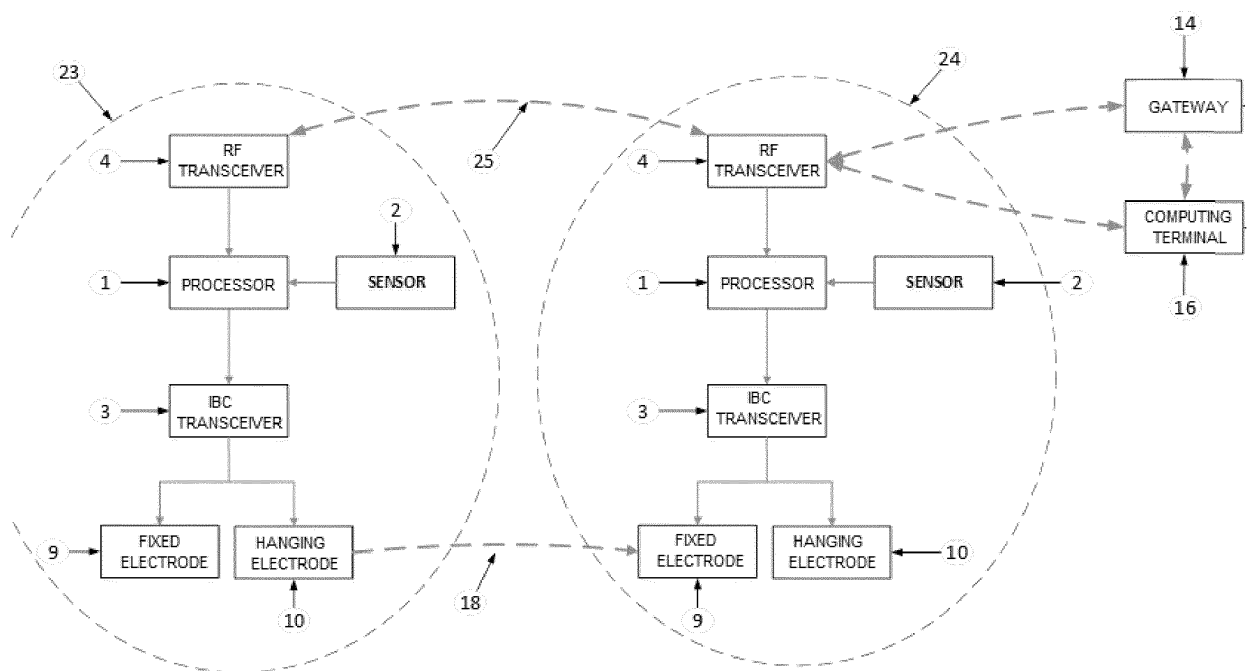 14
23
24
GATEWAY
RF
TRANSCEIVER
4
25
RF
TRANSCEIVER
4
2
COMPUTING
TERMINAL
1
PROCESSOR
SENSOR
1
PROCESSOR
SENSOR
2
16
3
IBC
TRANSCEIVER
3
IBC
TRANSCEIVER
9
FIXED
ELECTRODE
HANGING
ELECTRODE
FIXED
ELECTRODE
HANGING
ELECTRODE
10
10
18
9